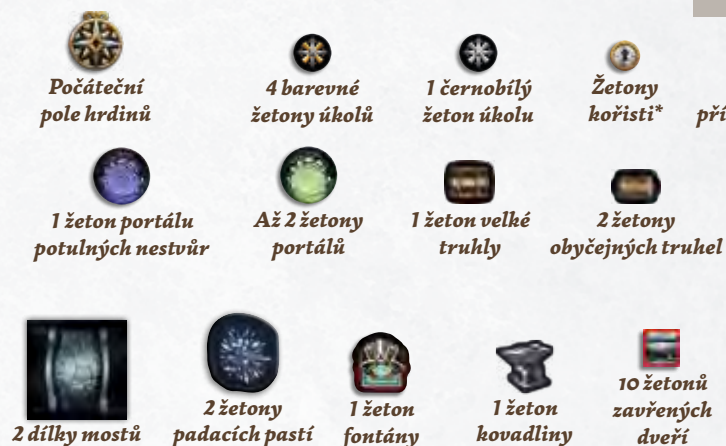 Počáteční
pole hrdinů
4 barevné
žetony úkolů
1 černobílý
žeton úkolu
Žetony
kořisti*
1 žeton portálu
potulných nestvůr
Až 2 žetony
portálů
1 žeton velké
truhly
2 žetony
obyčejných truhel
2 dílky mostů
2 žetony
padacích pastí
1 žeton
fontány
1 žeton
kovadliny
10 žetonů
zavřených
dveří